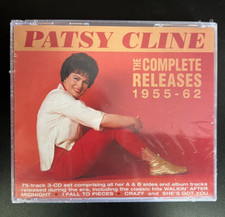 PATSY CLINE
THE
COMPLETE
RELEASES
1955-62
75-track 3-CD set comprising all her A & B sides and album tracks
released during the era, including the classic hits WALKIN' AFTER
MIDNIGHT • I FALL TO PIECES • CRAZY and SHE'S GOT YOU